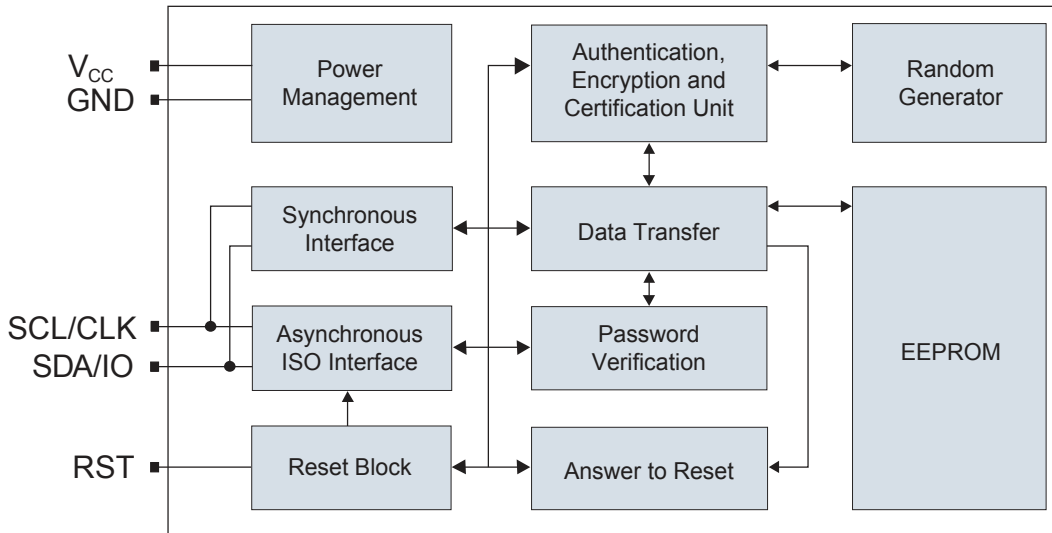 V_CC
GND
Power
Management
Authentication,
Encryption and
Certification Unit
Random
Generator
Synchronous
Interface
Data Transfer
SCL/CLK
SDA/IO
Asynchronous
ISO Interface
Password
Verification
EEPROM
RST
Reset Block
Answer to Reset